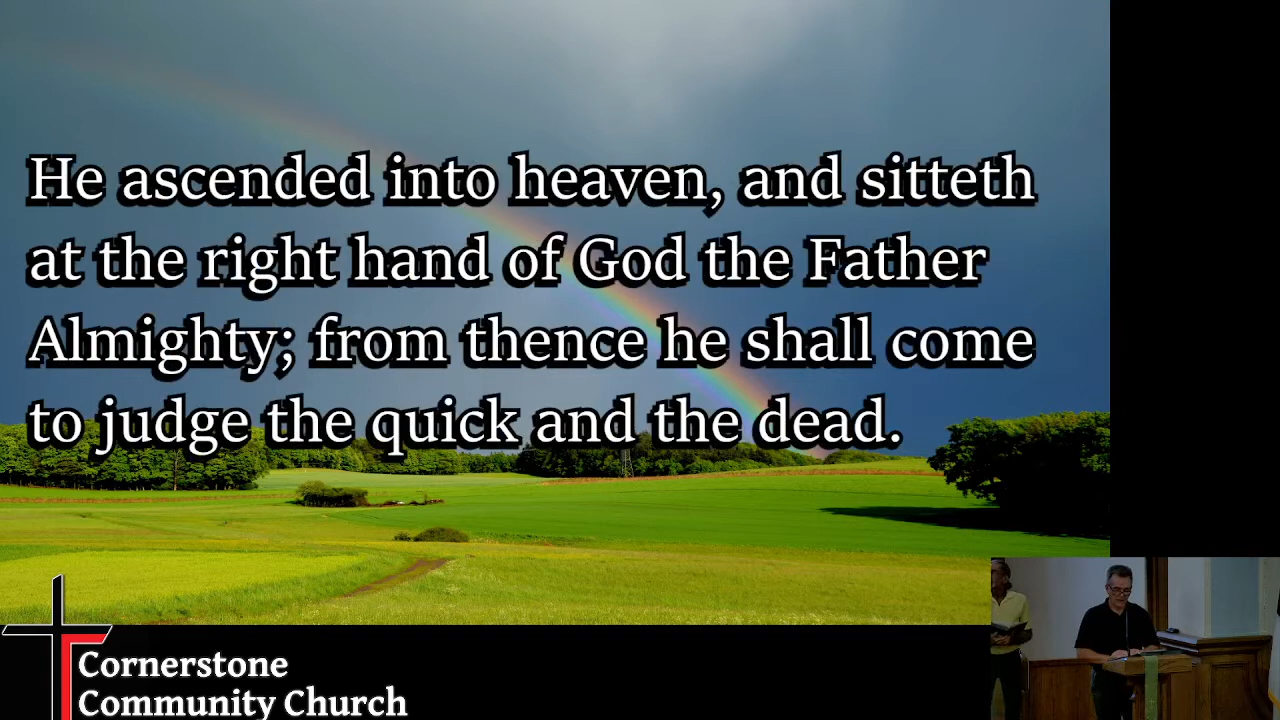 He ascended into heaven, and sitteth
at the right hand of God the Father
Almighty; from thence he shall come
to judge the quick and the dead.
Cornerstone
Community Church